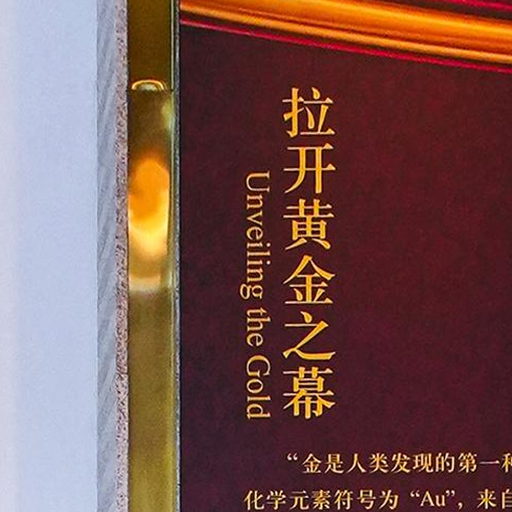 拉开黄金之幕
Unveiling the Gold
“金是人类发现的第一种
化学元素符号为“Au”，来自